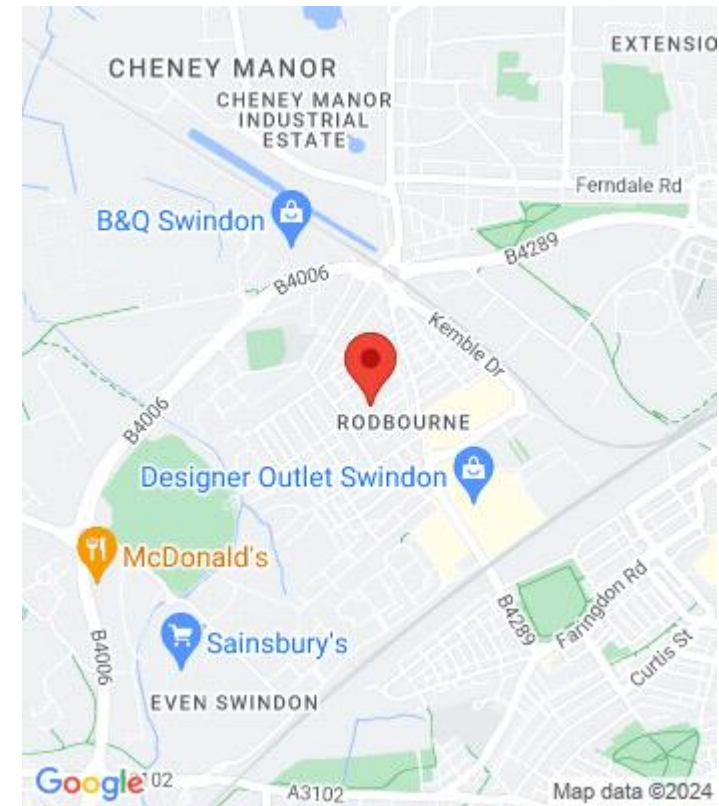 EXTENSIO
CHENEY MANOR
CHENEY MANOR
INDUSTRIAL
ESTATE
Ferndale Rd
B&Q Swindon
B4289
B4006
Kemble Dr
B4006
RODBOURNE
Designer Outlet Swindon
McDonald's
Faringdon Rd
B4289
Sainsbury's
Curtis St
B4006
EVEN SWINDON
Google
3102
A3102
Map data ©2024